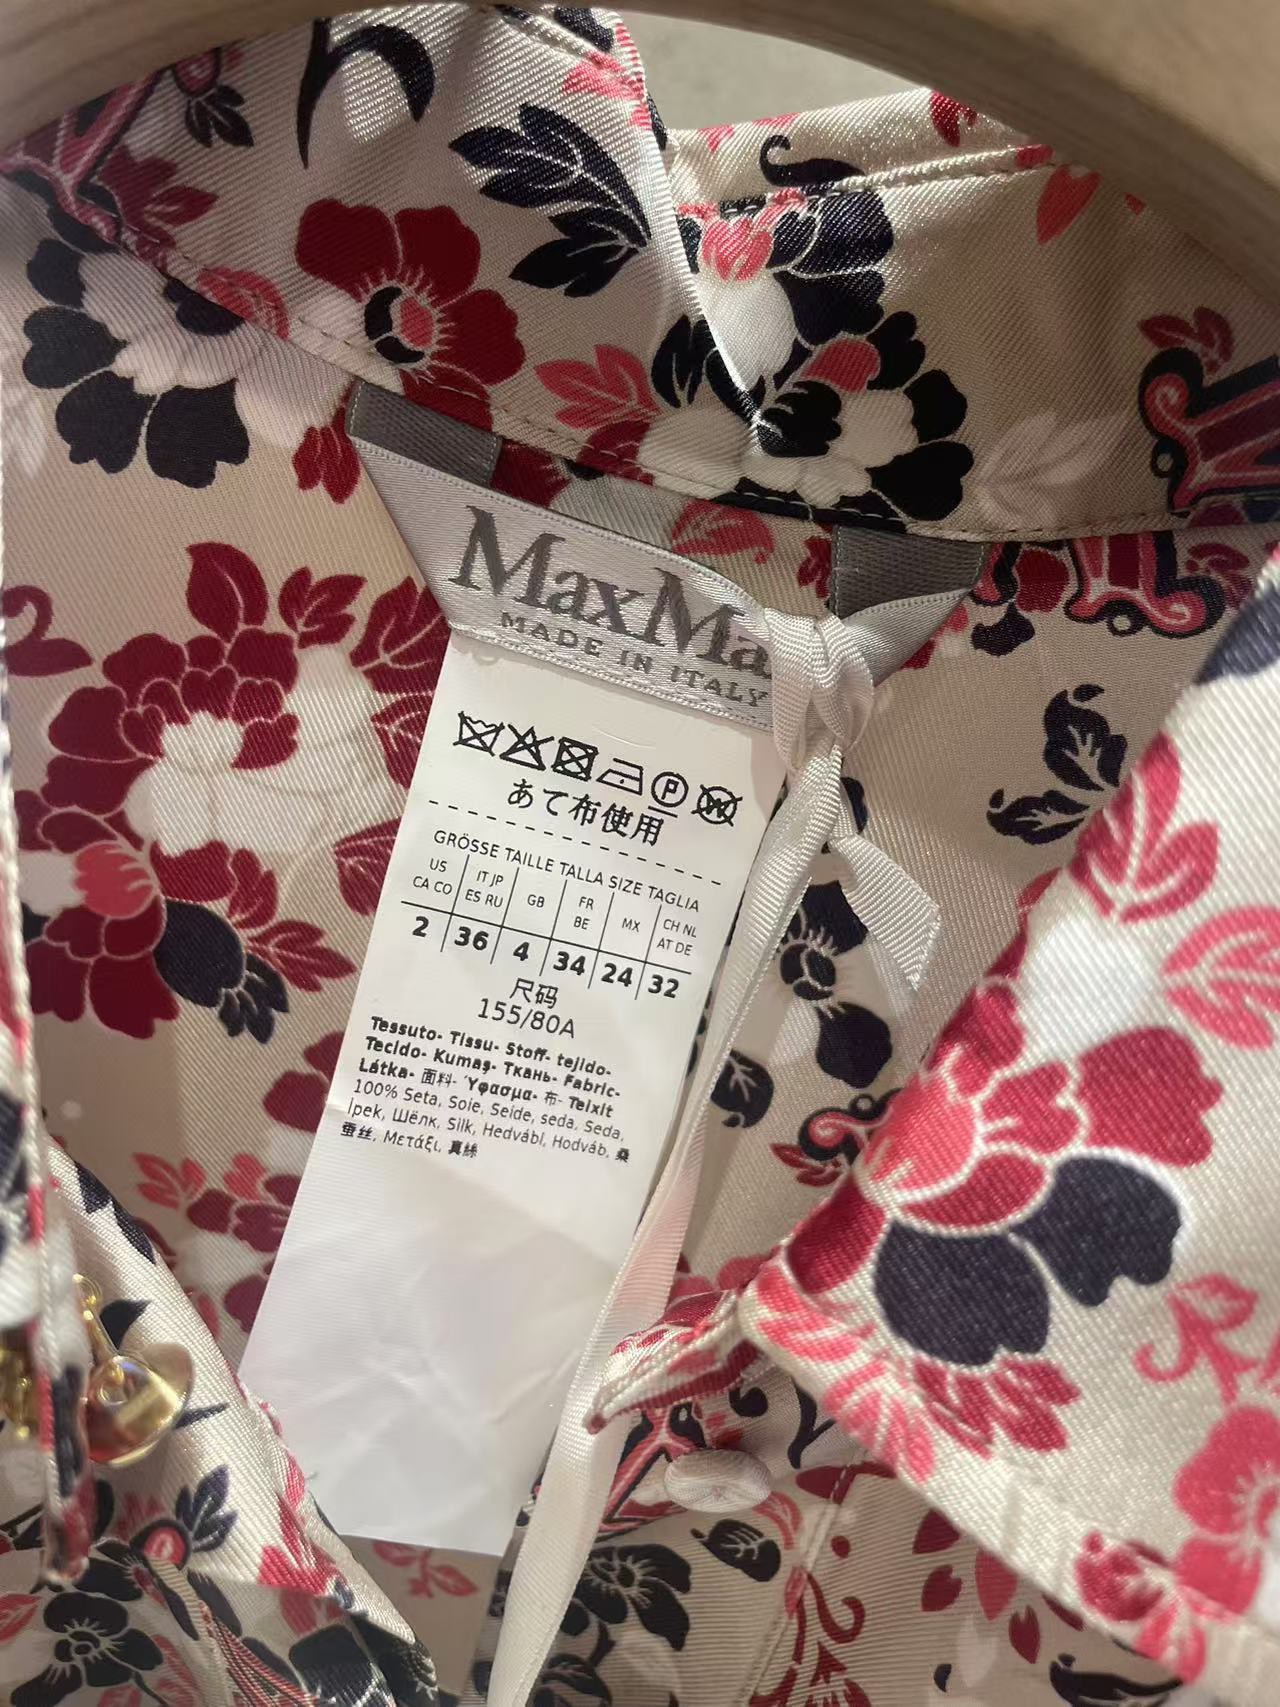 MaxMa
MADE IN ITALY
P
W
あて布使用
GRÖSSE TAILLE TALLA SIZE TAGLIA
US CA CO IT JP ES RU GB FR BE MX CH NL AT DE
2 36 4 34 24 32
尺码
155/80A
Tessuto- Tissu- Stoff- tejido-
Tecido- Kumaş- Ткань- Fabric-
Látka- 面料- Ύφασμα- 布- Teixit
100% Seta, Soie, Seide, seda, Seda,
İpek, Шёлк, Silk, Hedvábí, Hodváb, 桑
蚕丝, Μετάξι, 真絲